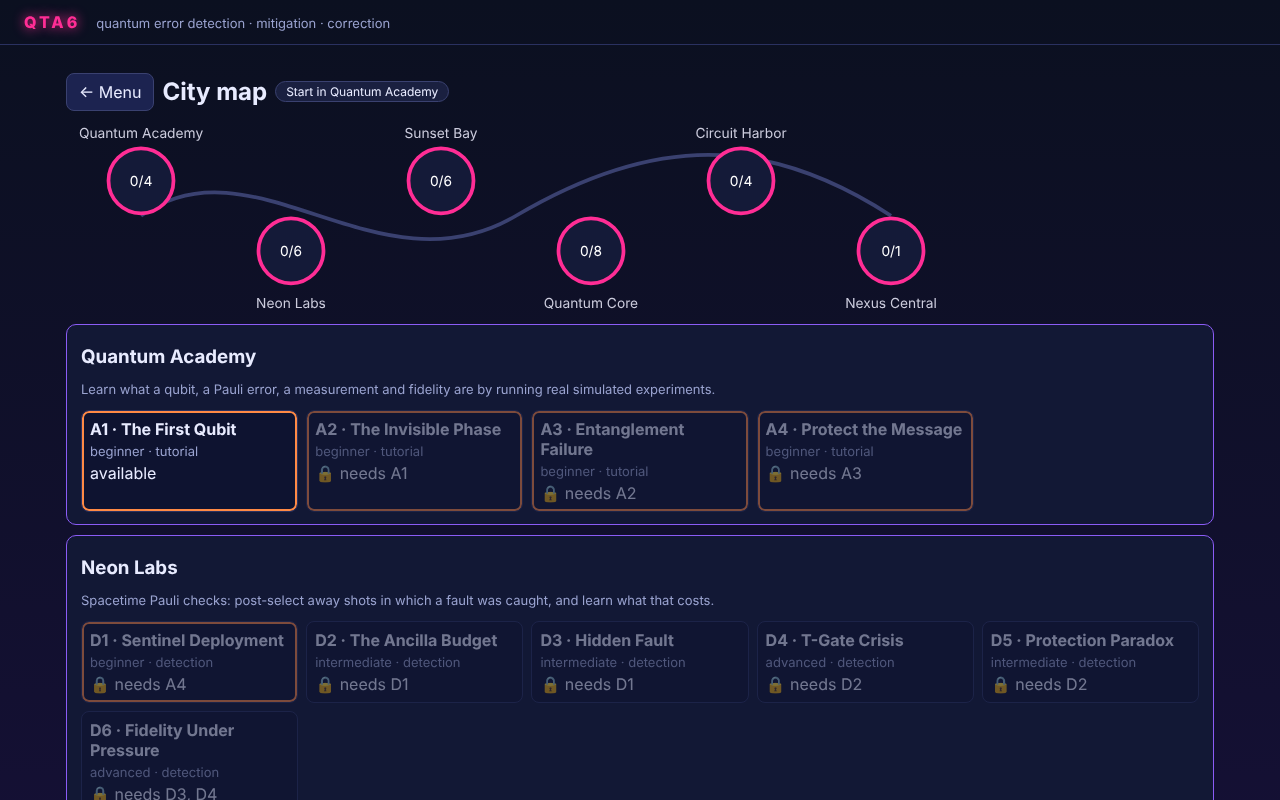 QTA6
quantum error detection · mitigation · correction
← Menu
City map
Start in Quantum Academy
Quantum Academy
Sunset Bay
Circuit Harbor
0/4
0/6
0/4
0/6
0/8
0/1
Neon Labs
Quantum Core
Nexus Central
Quantum Academy
Learn what a qubit, a Pauli error, a measurement and fidelity are by running real simulated experiments.
A1 · The First Qubit
beginner · tutorial
available
A2 · The Invisible Phase
beginner · tutorial
🔒 needs A1
A3 · Entanglement
Failure
beginner · tutorial
🔒 needs A2
A4 · Protect the Message
beginner · tutorial
🔒 needs A3
Neon Labs
Spacetime Pauli checks: post-select away shots in which a fault was caught, and learn what that costs.
D1 · Sentinel Deployment
beginner · detection
🔒 needs A4
D2 · The Ancilla Budget
intermediate · detection
🔒 needs D1
D3 · Hidden Fault
intermediate · detection
🔒 needs D1
D4 · T-Gate Crisis
advanced · detection
🔒 needs D2
D5 · Protection Paradox
intermediate · detection
🔒 needs D2
D6 · Fidelity Under
Pressure
advanced · detection
🔒 needs D3, D4